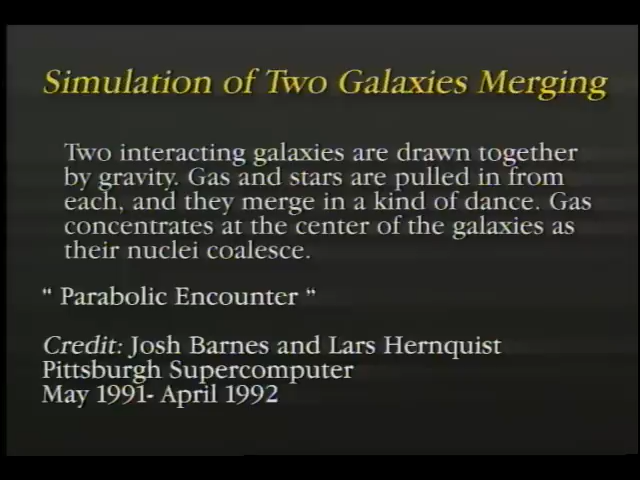 Simulation of Two Galaxies Merging
Two interacting galaxies are drawn together
by gravity. Gas and stars are pulled in from
each, and they merge in a kind of dance. Gas
concentrates at the center of the galaxies as
their nuclei coalesce.
" Parabolic Encounter “
Credit: Josh Barnes and Lars Hernquist
Pittsburgh Supercomputer
May 1991- April 1992